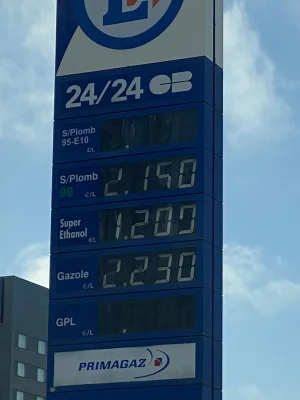 E
24/24 CB
S/Plomb
95-E10
€/L
S/Plomb
98
€/L
2.150
Super
Ethanol
€/L
1.200
Gazole
€/L
2.230
GPL
€/L
PRIMAGAZ